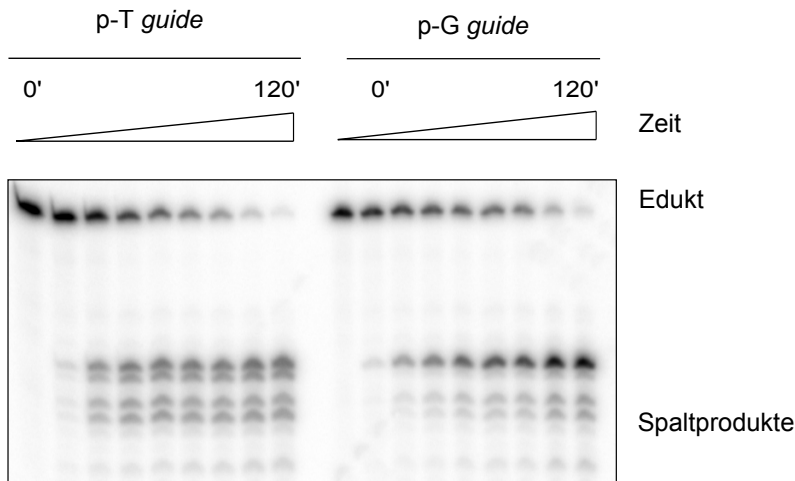 p-T guide
p-G guide
0'
120'
0'
120'
Zeit
Edukt
Spaltprodukte